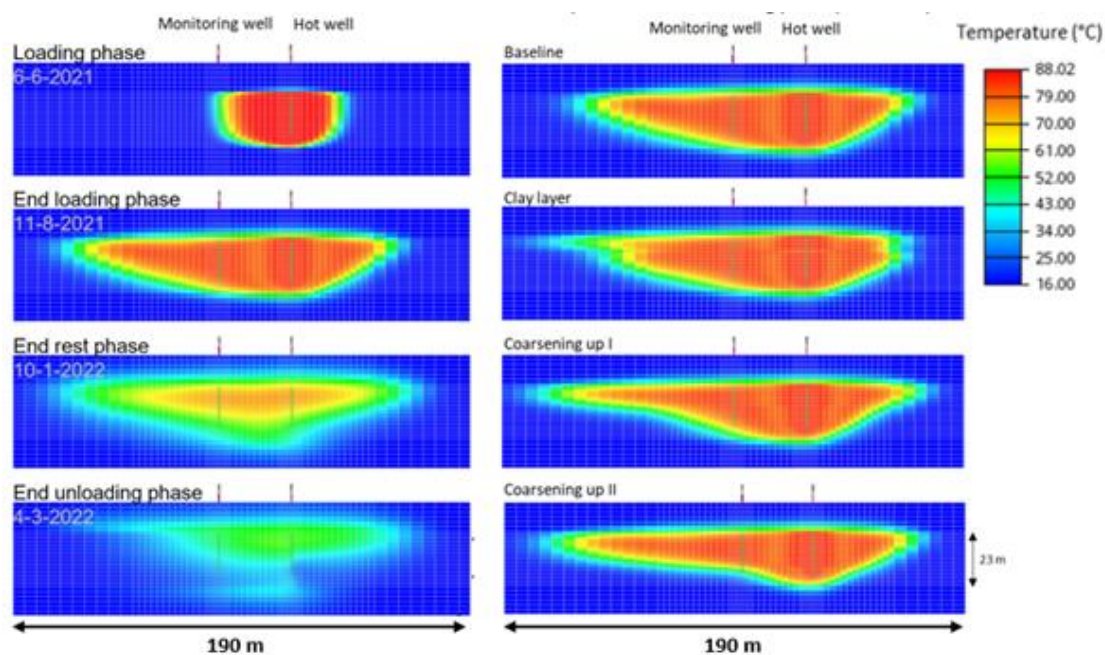 Monitoring well Hot well
Loading phase
6-6-2021
End loading phase
11-8-2021
End rest phase
10-1-2022
End unloading phase
4-3-2022
190 m
Monitoring well Hot well
Baseline
Clay layer
Coarsening up I
Coarsening up II
23 m
190 m
Temperature (°C)
88.02
79.00
70.00
61.00
52.00
43.00
34.00
25.00
16.00